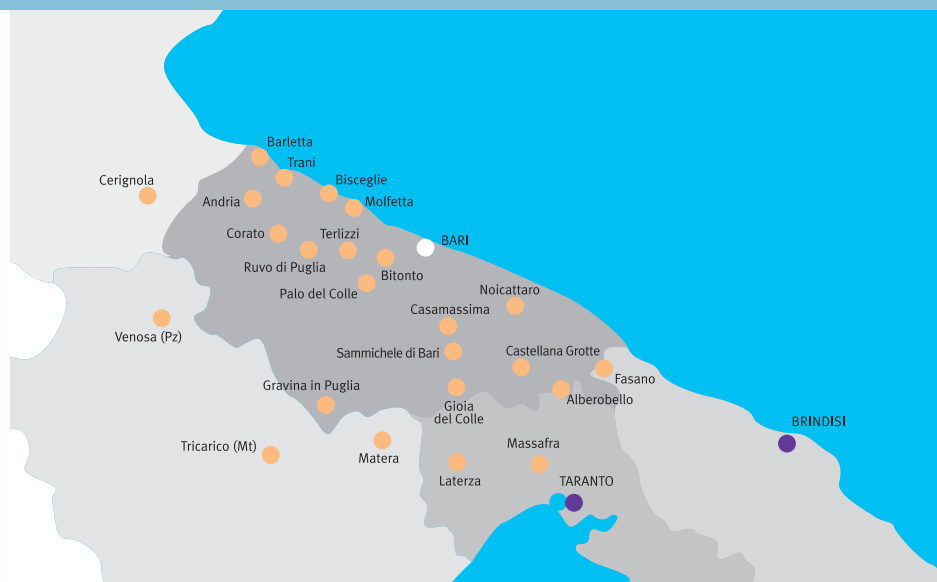 Barletta
Trani
Cerignola
Bisceglie
Andria
Molfetta
Corato
Terlizzi
BARI
Ruvo di Puglia
Bitonto
Palo del Colle
Noicattaro
Casamassima
Venosa (Pz)
Sammichele di Bari
Castellana Grotte
Fasano
Gravina in Puglia
Alberobello
Gioia
del Colle
BRINDISI
Tricarico (Mt)
Massafra
Matera
Laterza
TARANTO